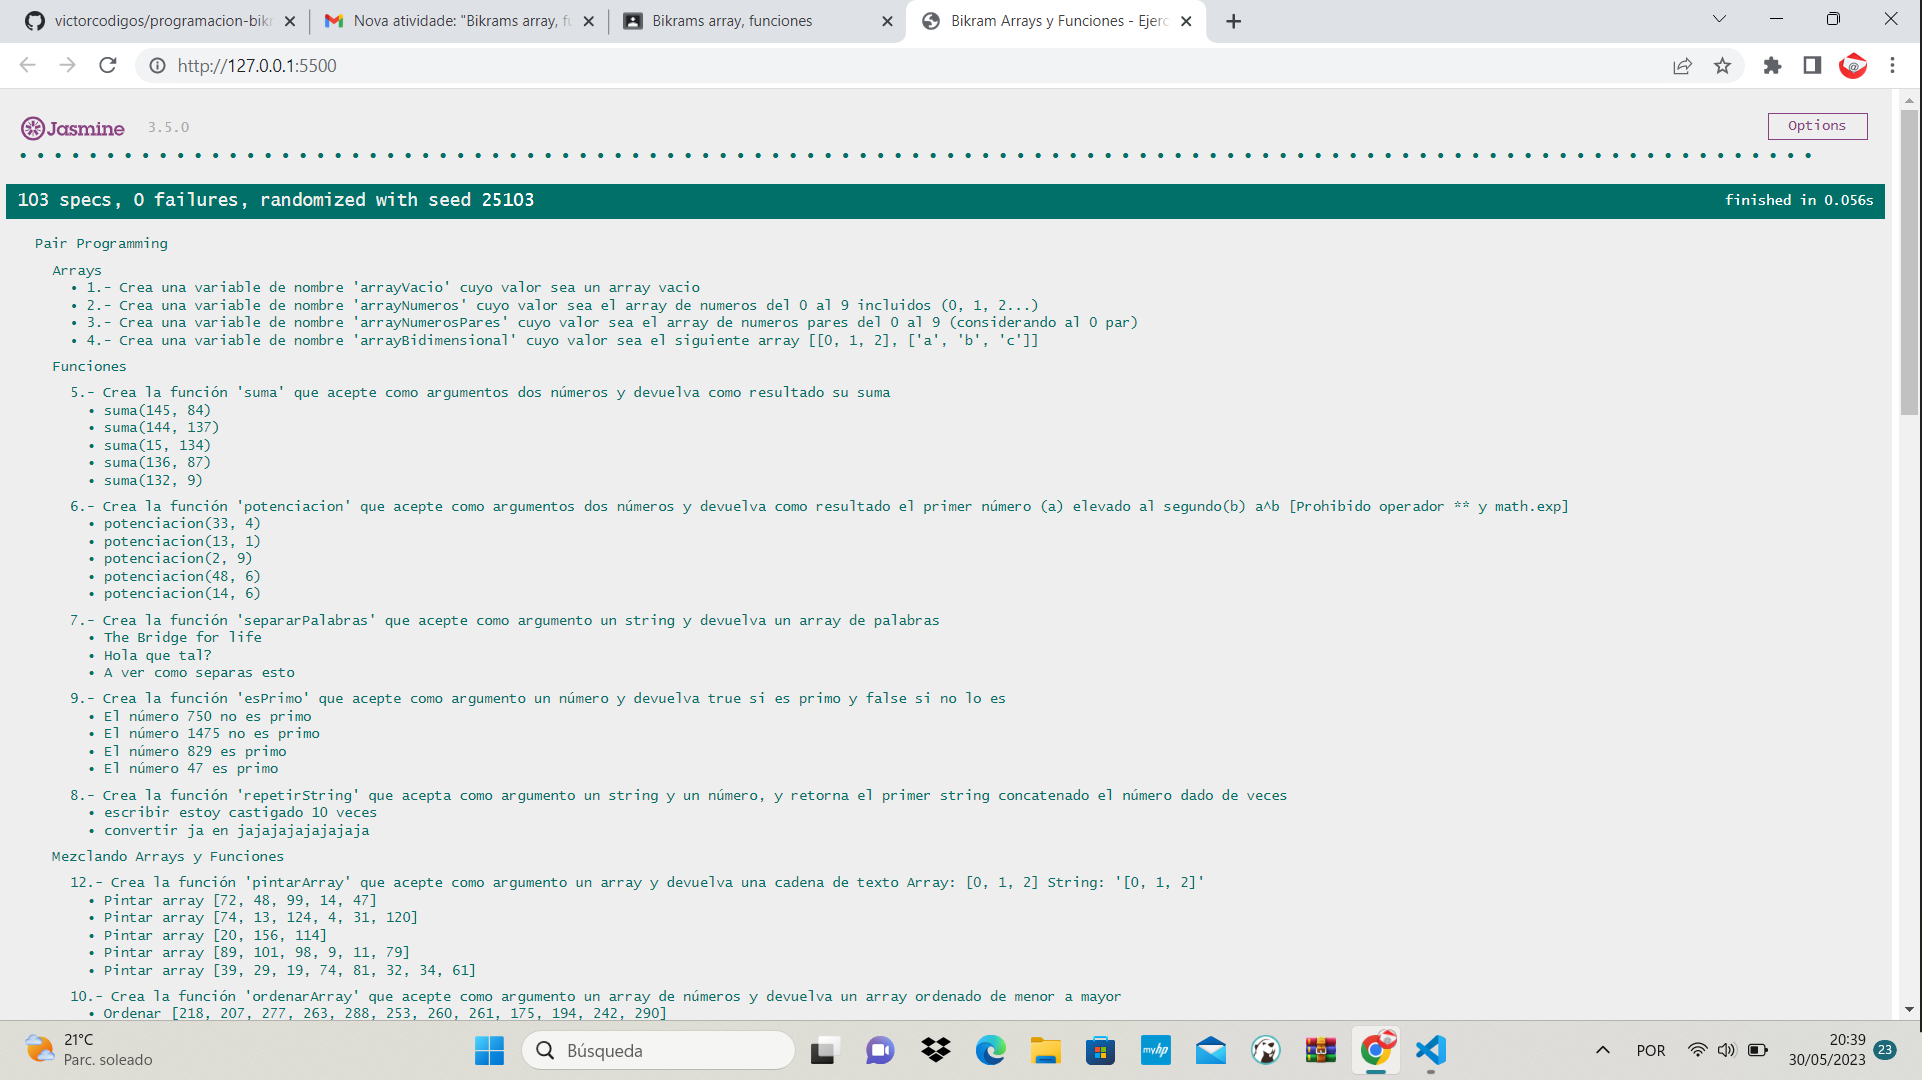 victorcodigos/programacion-bikr
Nova atividade: "Bikrams array, fu
Bikrams array, funciones
Bikram Arrays y Funciones - Ejerc
http://127.0.0.1:5500
Jasmine 3.5.0
Options
103 specs, 0 failures, randomized with seed 25103
finished in 0.056s
Pair Programming
Arrays
• 1.- Crea una variable de nombre 'arrayVacio' cuyo valor sea un array vacio
• 2.- Crea una variable de nombre 'arrayNumeros' cuyo valor sea el array de numeros del 0 al 9 incluidos (0, 1, 2...)
• 3.- Crea una variable de nombre 'arrayNumerosPares' cuyo valor sea el array de numeros pares del 0 al 9 (considerando al 0 par)
• 4.- Crea una variable de nombre 'arrayBidimensional' cuyo valor sea el siguiente array [[0, 1, 2], ['a', 'b', 'c']]
Funciones
5.- Crea la función 'suma' que acepte como argumentos dos números y devuelva como resultado su suma
• suma(145, 84)
• suma(144, 137)
• suma(15, 134)
• suma(136, 87)
• suma(132, 9)
6.- Crea la función 'potenciacion' que acepte como argumentos dos números y devuelva como resultado el primer número (a) elevado al segundo(b) a^b [Prohibido operador ** y math.exp]
• potenciacion(33, 4)
• potenciacion(13, 1)
• potenciacion(2, 9)
• potenciacion(48, 6)
• potenciacion(14, 6)
7.- Crea la función 'separarPalabras' que acepte como argumento un string y devuelva un array de palabras
• The Bridge for life
• Hola que tal?
• A ver como separas esto
9.- Crea la función 'esPrimo' que acepte como argumento un número y devuelva true si es primo y false si no lo es
• El número 750 no es primo
• El número 1475 no es primo
• El número 829 es primo
• El número 47 es primo
8.- Crea la función 'repetirString' que acepta como argumento un string y un número, y retorna el primer string concatenado el número dado de veces
• escribir estoy castigado 10 veces
• convertir ja en jajajajajajajaja
Mezclando Arrays y Funciones
12.- Crea la función 'pintarArray' que acepte como argumento un array y devuelva una cadena de texto Array: [0, 1, 2] String: '[0, 1, 2]'
• Pintar array [72, 48, 99, 14, 47]
• Pintar array [74, 13, 124, 4, 31, 120]
• Pintar array [20, 156, 114]
• Pintar array [89, 101, 98, 9, 11, 79]
• Pintar array [39, 29, 19, 74, 81, 32, 34, 61]
10.- Crea la función 'ordenarArray' que acepte como argumento un array de números y devuelva un array ordenado de menor a mayor
• Ordenar [218, 207, 277, 263, 288, 253, 260, 261, 175, 194, 242, 290]
21°C
Parc. soleado
Búsqueda
myhp
POR
20:39
30/05/2023
23